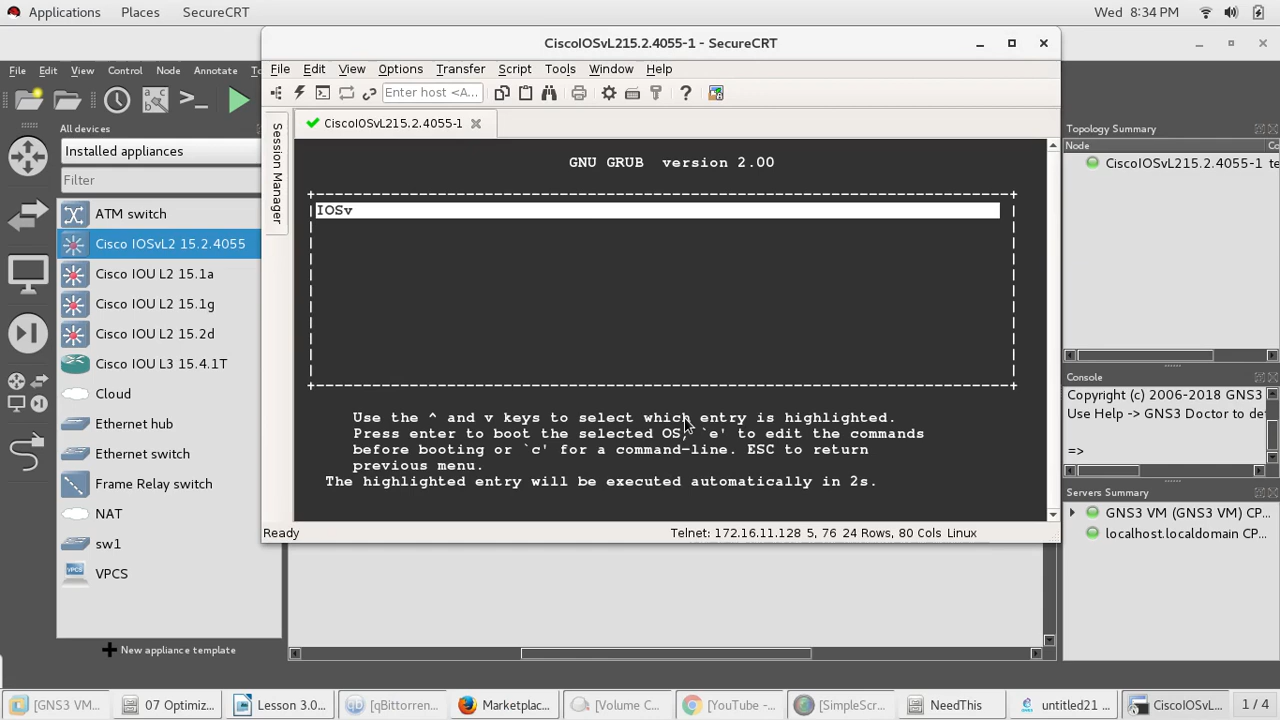 Applications Places SecureCRT Wed 8:34 PM
CiscoIOSvL215.2.4055-1 - SecureCRT
File Edit View Options Transfer Script Tools Window Help
File Edit View Control Node Annotate
Enter host <A...
Session Manager
CiscoIOSvL215.2.4055-1
GNU GRUB version 2.00
IOSv
Use the ^ and v keys to select which entry is highlighted.
Press enter to boot the selected OS, `e' to edit the commands
before booting or `c' for a command-line. ESC to return
previous menu.
The highlighted entry will be executed automatically in 2s.
Ready Telnet: 172.16.11.128 5, 76 24 Rows, 80 Cols Linux
All devices
Installed appliances
Filter
ATM switch
Cisco IOSvL2 15.2.4055
Cisco IOU L2 15.1a
Cisco IOU L2 15.1g
Cisco IOU L2 15.2d
Cisco IOU L3 15.4.1T
Cloud
Ethernet hub
Ethernet switch
Frame Relay switch
NAT
sw1
VPCS
New appliance template
Topology Summary
Node
CiscoIOSvL215.2.4055-1 te
Console
Copyright (c) 2006-2018 GNS3
Use Help -> GNS3 Doctor to det
=>
Servers Summary
GNS3 VM (GNS3 VM) CP...
localhost.localdomain CP...
[GNS3 VM... 07 Optimiz... Lesson 3.0... [qBittorren... Marketplac... [Volume C... [YouTube -... [SimpleScr... NeedThis untitled21 ... CiscoIOSvL... 1 / 4